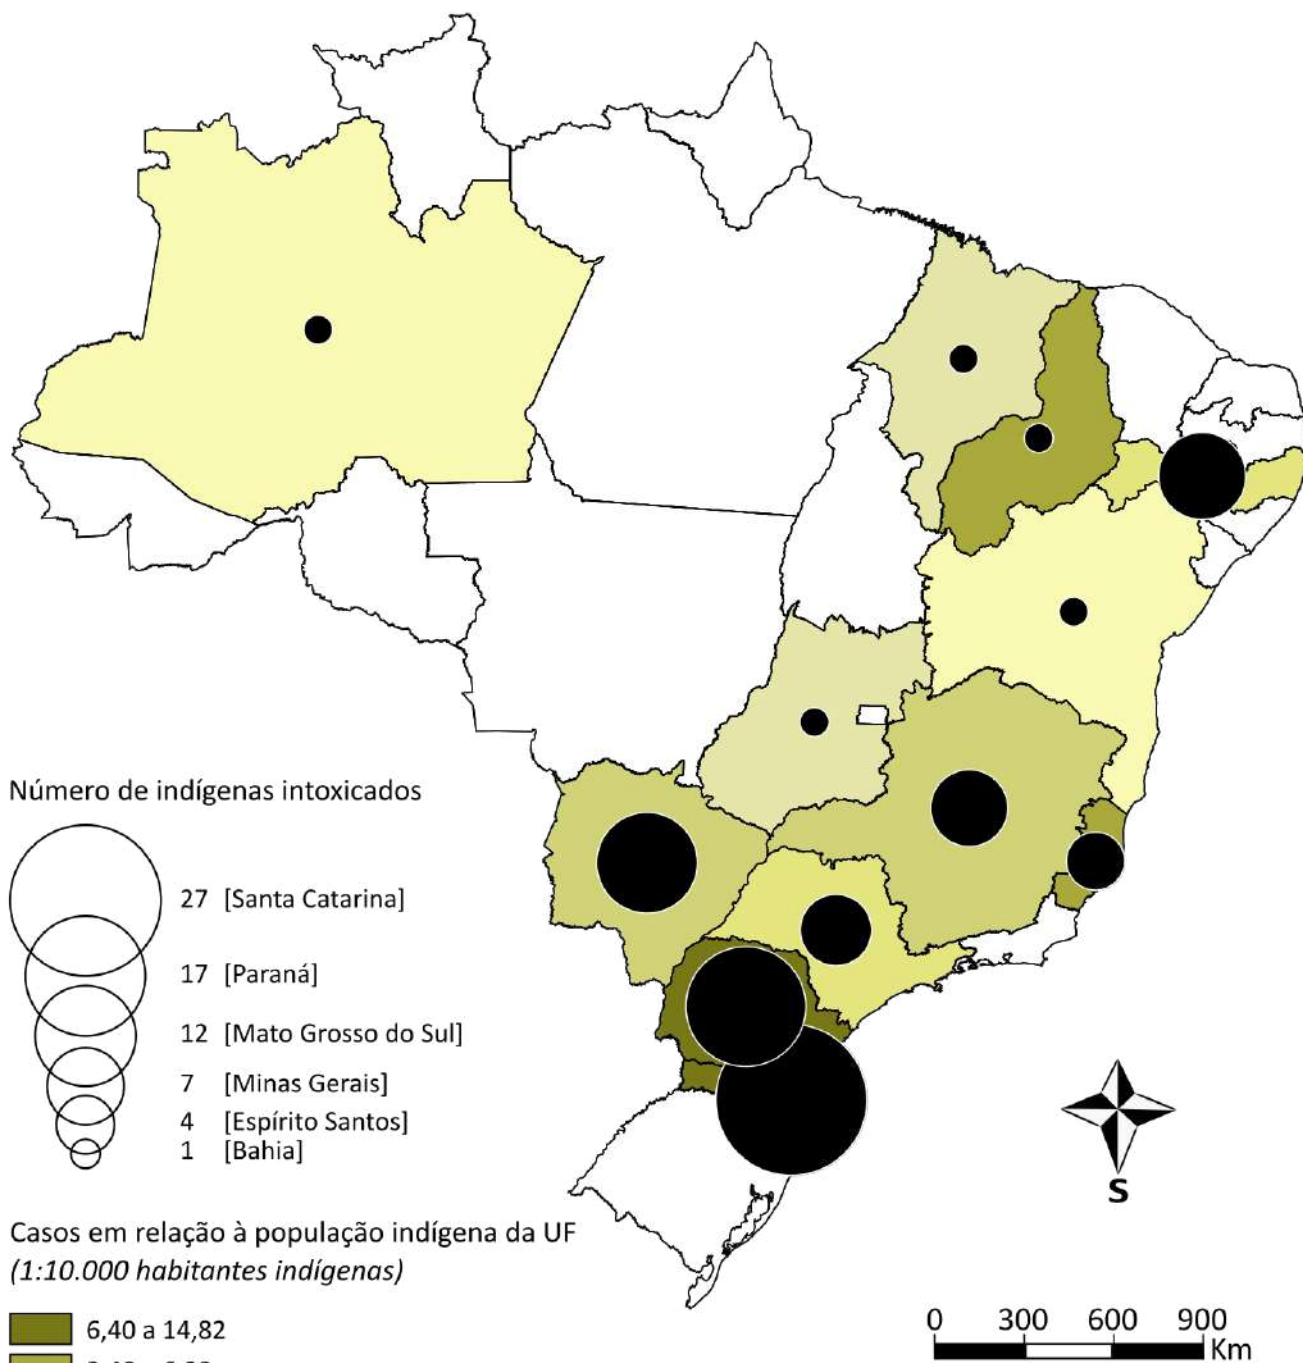 Número de indígenas intoxicados
27 [Santa Catarina]
17 [Paraná]
12 [Mato Grosso do Sul]
7 [Minas Gerais]
4 [Espírito Santos]
1 [Bahia]
Casos em relação à população indígena da UF
(1:10.000 habitantes indígenas)
6,40 a 14,82
S
0 300 600 900
Km